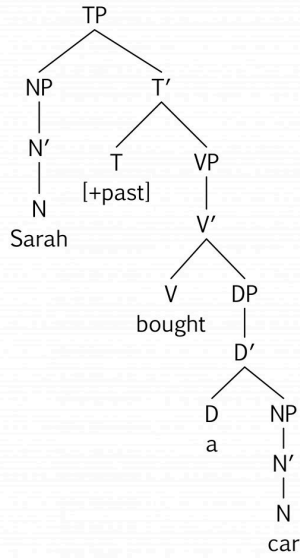 TP
NP T′
N′ T VP
[+past]
N V′
Sarah
V DP
bought
D′
D NP
a
N′
N
car